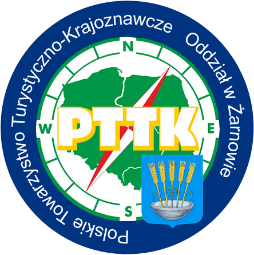 Polskie Towarzystwo Turystyczno-Krajoznawcze Oddział w Żarnowie
N
W PTTK E
S